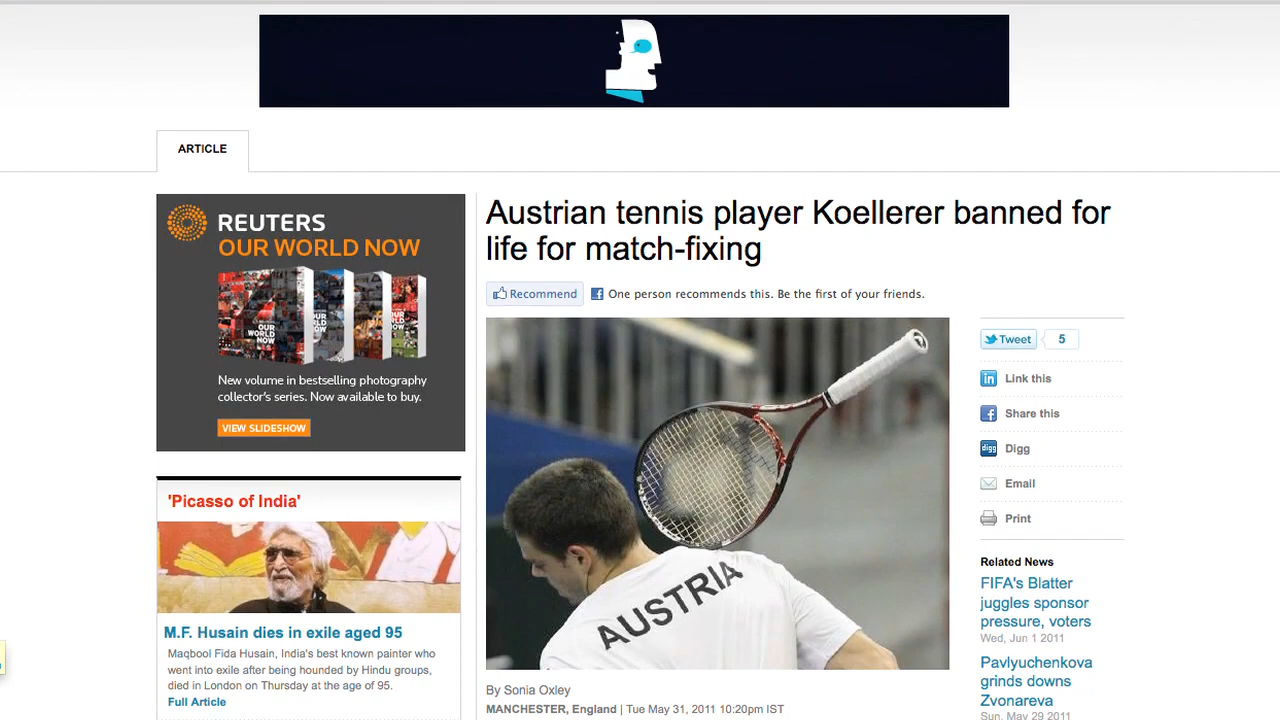 ARTICLE
REUTERS
OUR WORLD NOW
OUR
WORLD
NOW
New volume in bestselling photography
collector's series. Now available to buy.
VIEW SLIDESHOW
'Picasso of India'
M.F. Husain dies in exile aged 95
Maqbool Fida Husain, India's best known painter who
went into exile after being hounded by Hindu groups,
died in London on Thursday at the age of 95.
Full Article
Austrian tennis player Koellerer banned for
life for match-fixing
Recommend
One person recommends this. Be the first of your friends.
AUSTRIA
By Sonia Oxley
MANCHESTER, England | Tue May 31, 2011 10:20pm IST
Tweet 5
Link this
Share this
digg Digg
Email
Print
Related News
FIFA's Blatter
juggles sponsor
pressure, voters
Wed, Jun 1 2011
Pavlyuchenkova
grinds downs
Zvonareva
Sun, May 29 2011